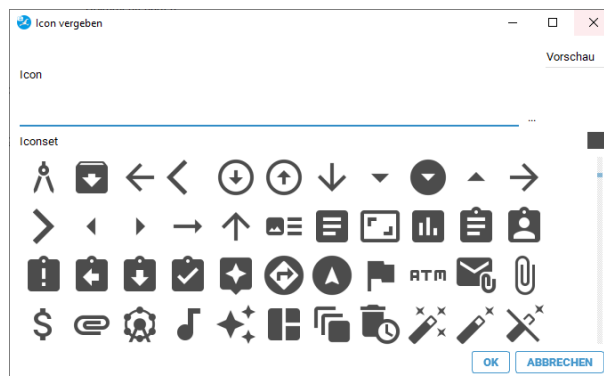 Icon vergeben
Vorschau
Icon
...
Iconset
ATM
OK
ABBRECHEN